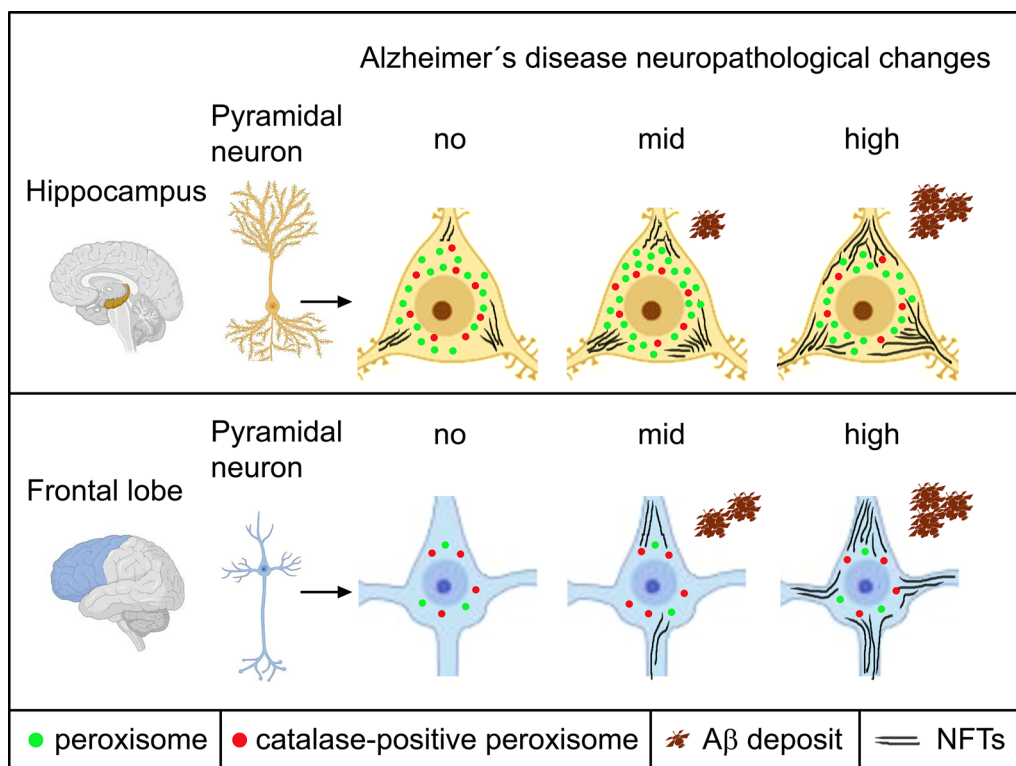 Alzheimer´s disease neuropathological changes
Pyramidal
neuron
no
mid
high
Hippocampus
Pyramidal
neuron
no
mid
high
Frontal lobe
peroxisome
catalase-positive peroxisome
Aβ deposit
NFTs